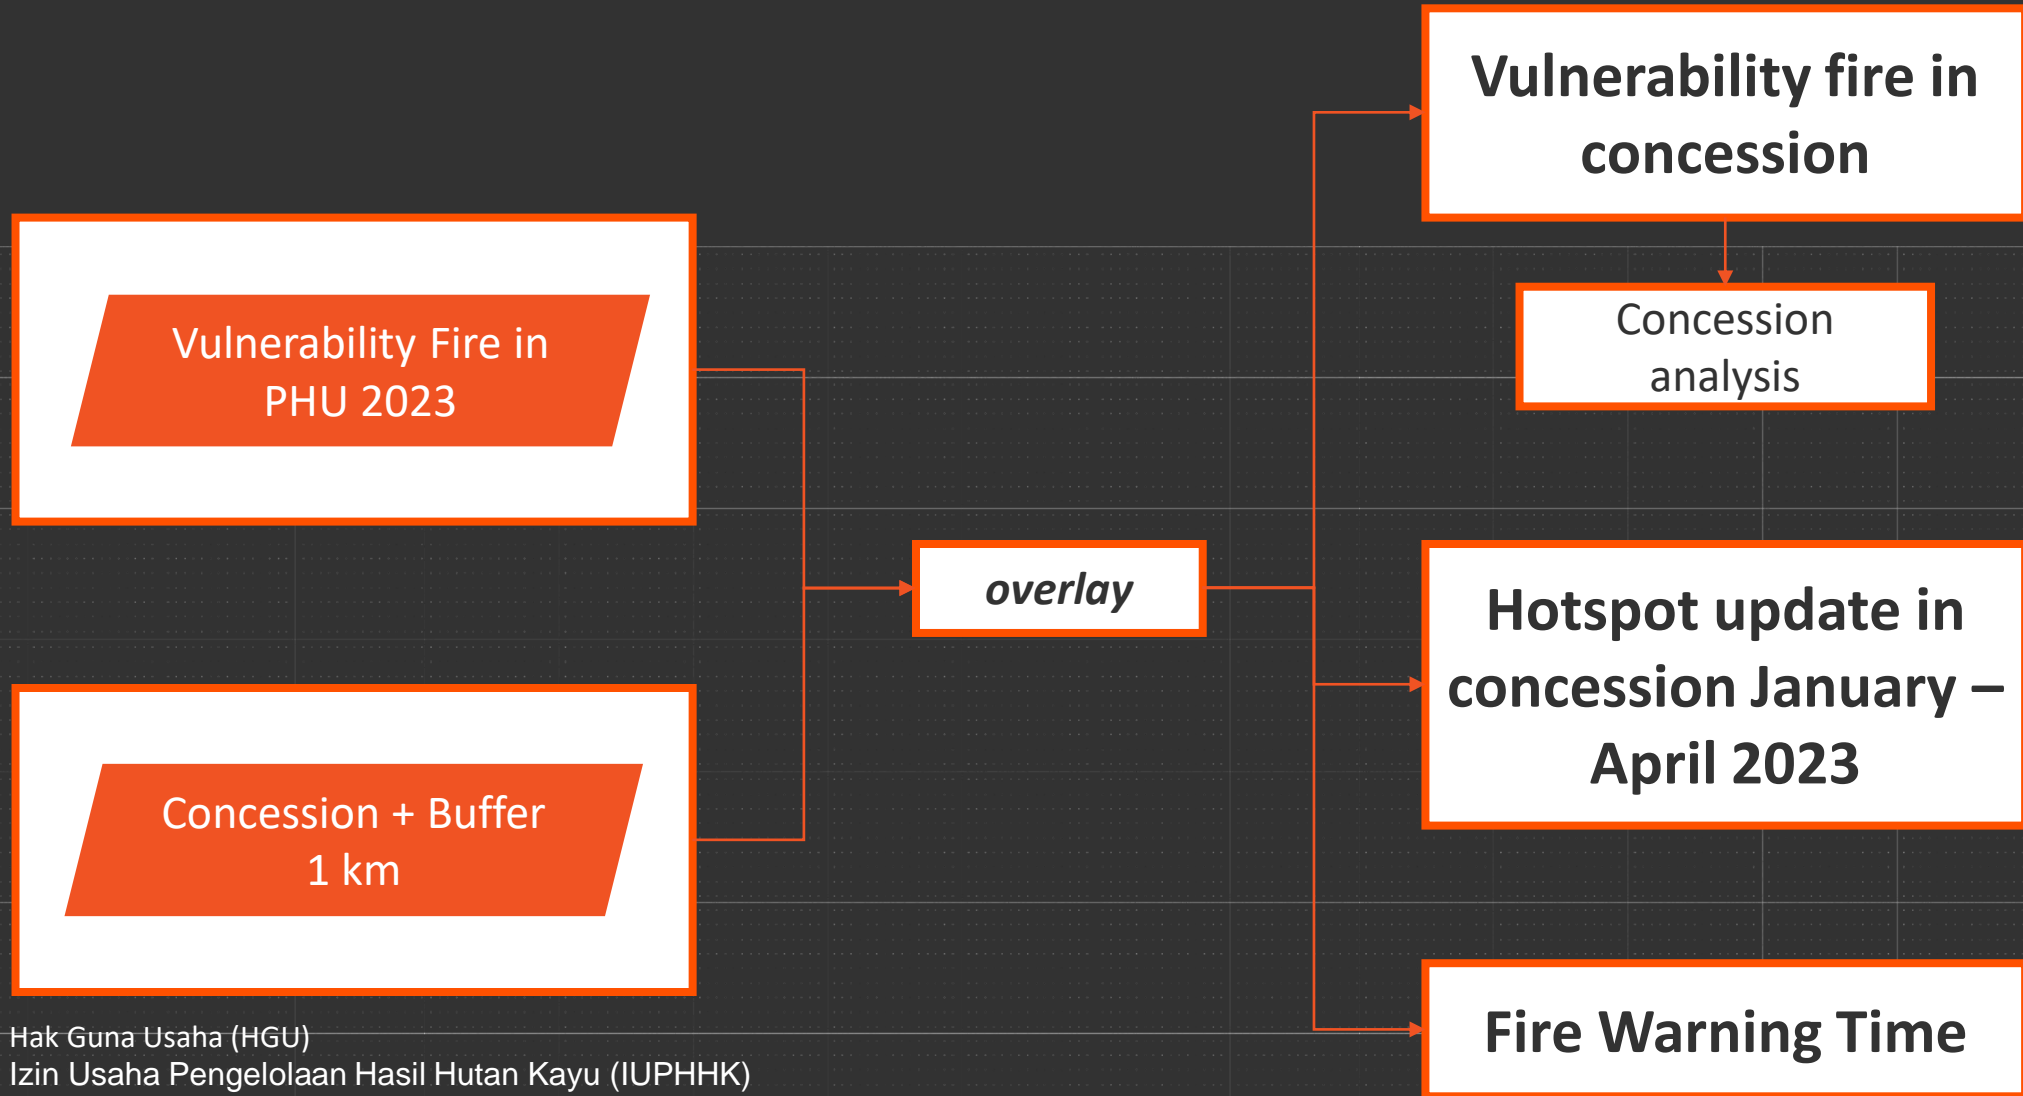 Vulnerability fire in
concession
Concession
analysis
Vulnerability Fire in
PHU 2023
overlay
Hotspot update in
concession January –
April 2023
Concession + Buffer
1 km
Fire Warning Time
Hak Guna Usaha (HGU)
Izin Usaha Pengelolaan Hasil Hutan Kayu (IUPHHK)